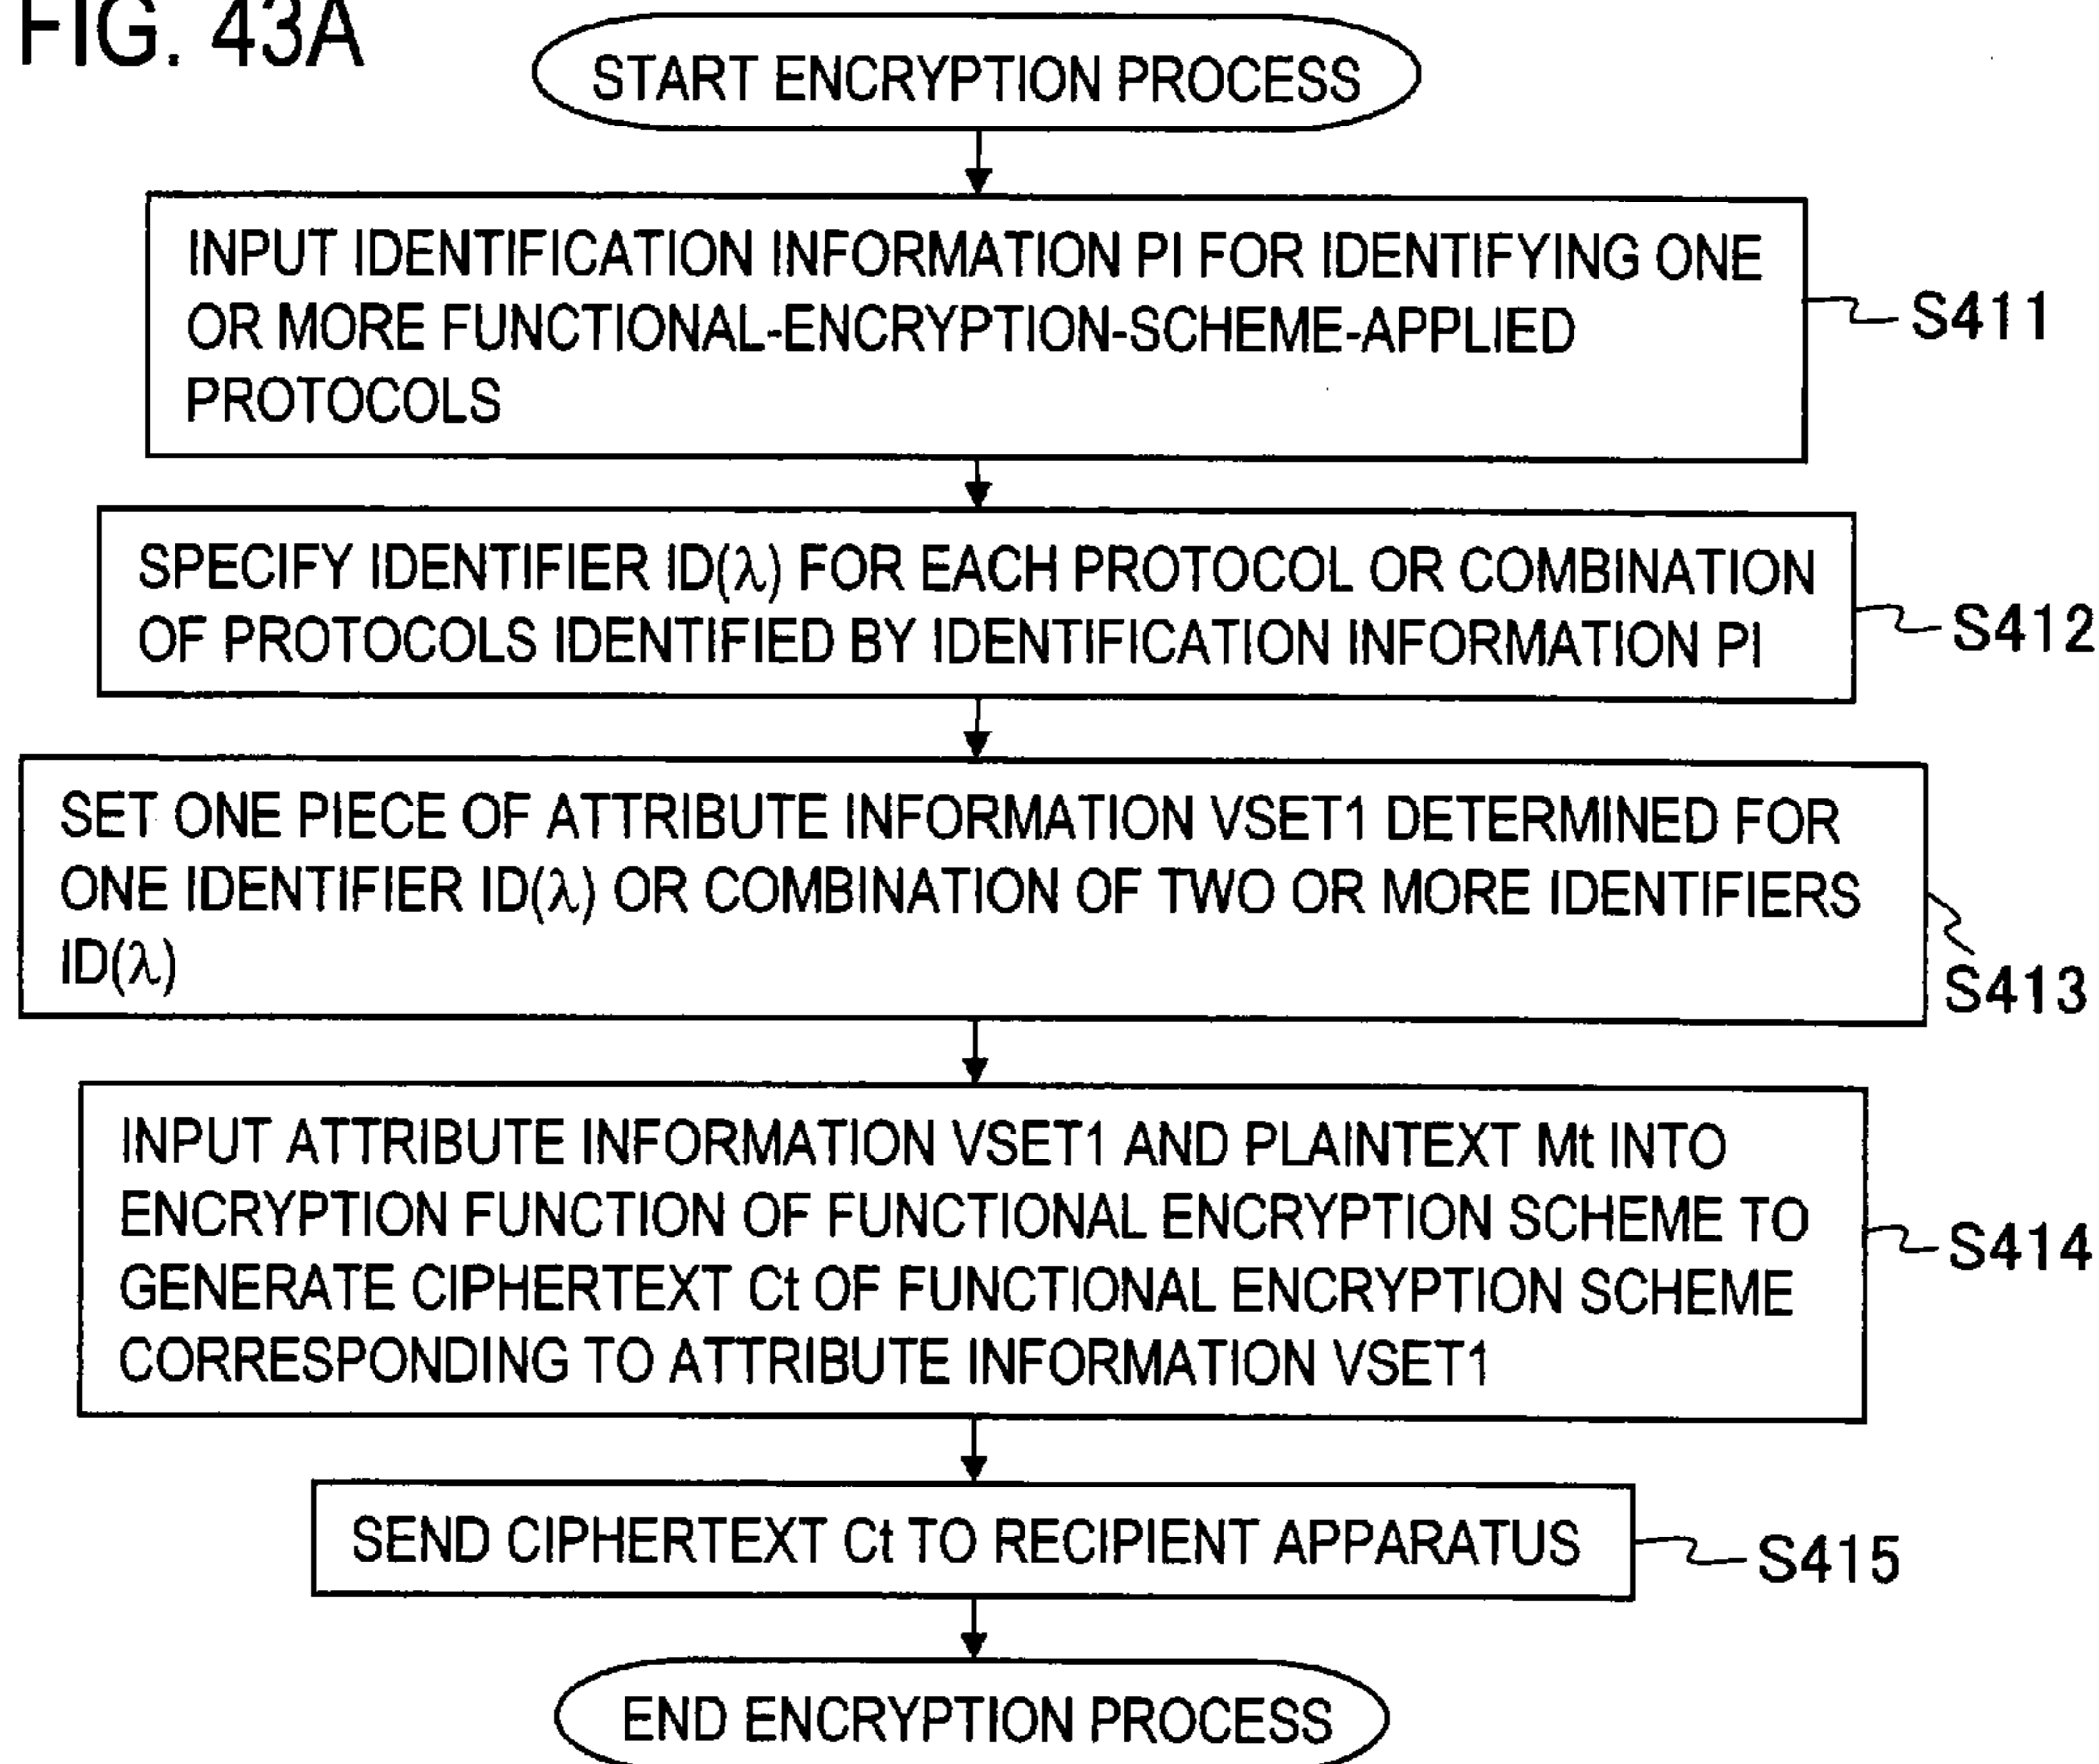 FIG. 43A
START ENCRYPTION PROCESS
INPUT IDENTIFICATION INFORMATION PI FOR IDENTIFYING ONE
OR MORE FUNCTIONAL-ENCRYPTION-SCHEME-APPLIED
PROTOCOLS
S411
SPECIFY IDENTIFIER ID(λ) FOR EACH PROTOCOL OR COMBINATION
OF PROTOCOLS IDENTIFIED BY IDENTIFICATION INFORMATION PI
S412
SET ONE PIECE OF ATTRIBUTE INFORMATION VSET1 DETERMINED FOR
ONE IDENTIFIER ID(λ) OR COMBINATION OF TWO OR MORE IDENTIFIERS
ID(λ)
S413
INPUT ATTRIBUTE INFORMATION VSET1 AND PLAINTEXT Mt INTO
ENCRYPTION FUNCTION OF FUNCTIONAL ENCRYPTION SCHEME TO
GENERATE CIPHERTEXT Ct OF FUNCTIONAL ENCRYPTION SCHEME
CORRESPONDING TO ATTRIBUTE INFORMATION VSET1
S414
SEND CIPHERTEXT Ct TO RECIPIENT APPARATUS
S415
END ENCRYPTION PROCESS